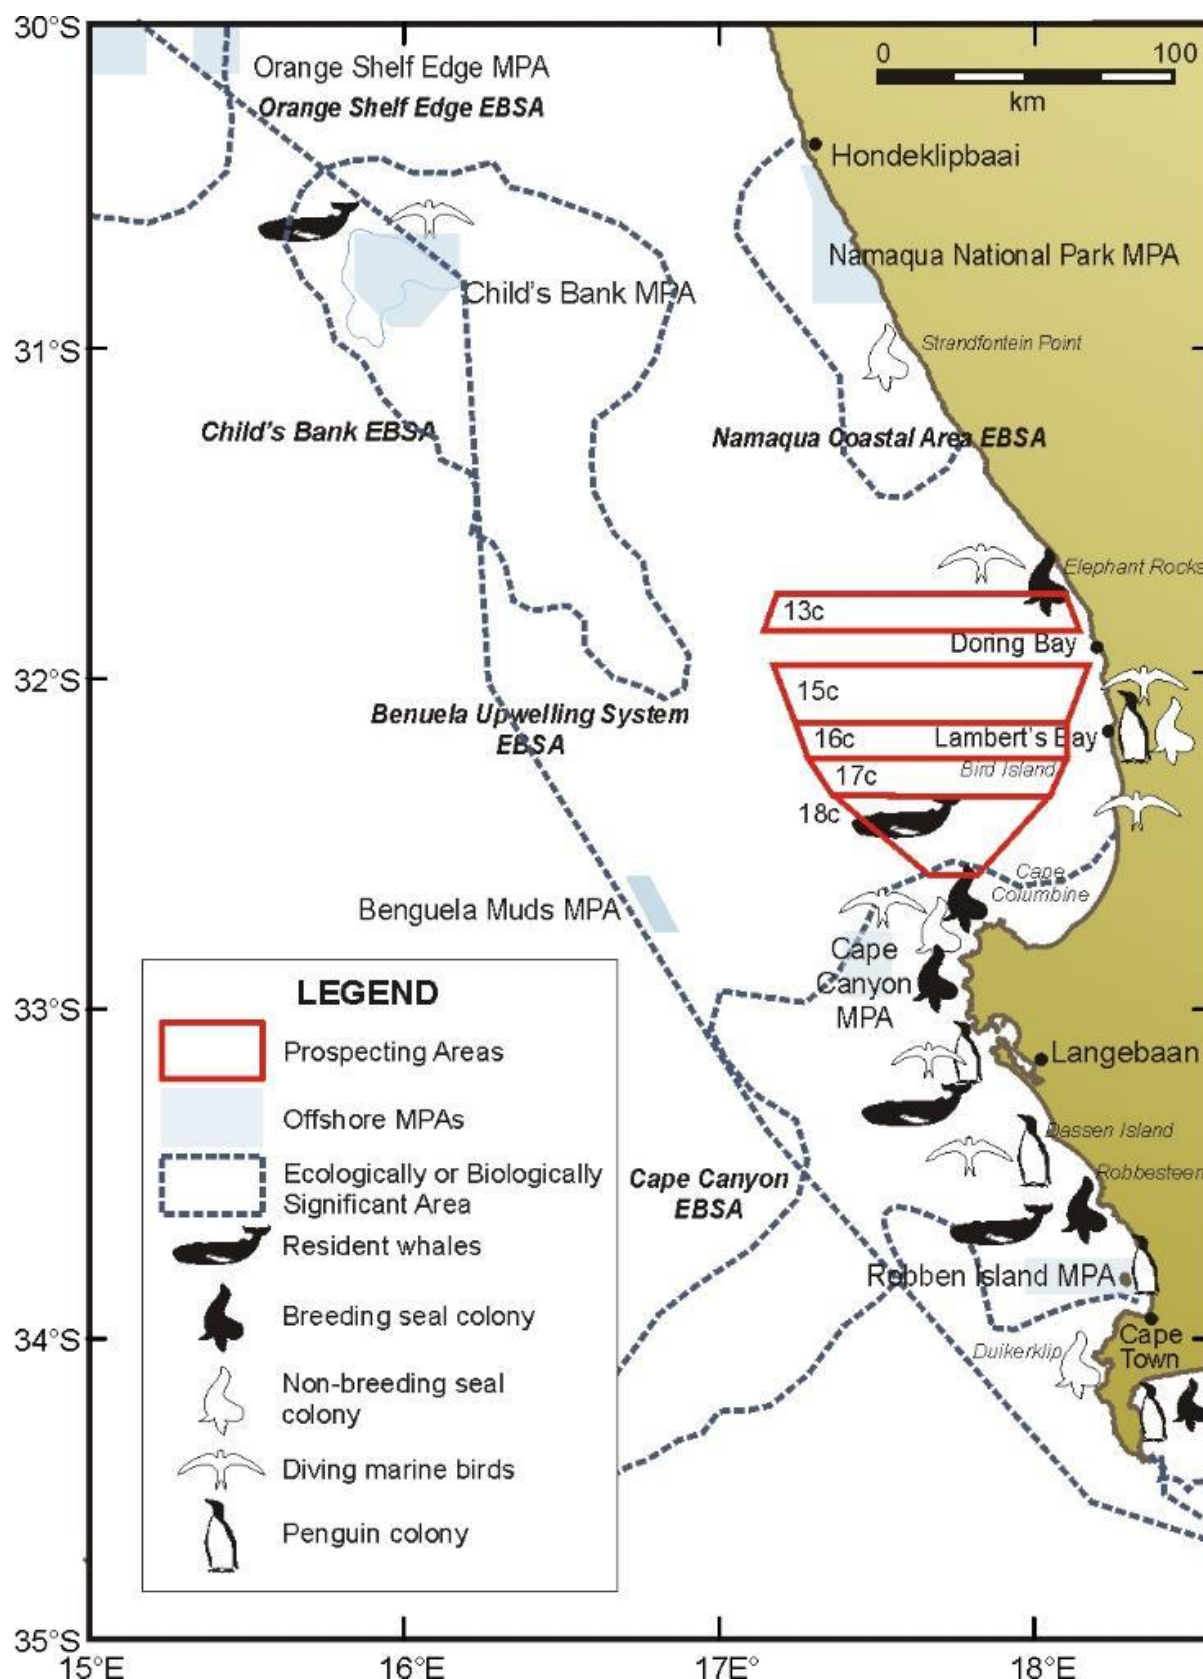 30°S
0 100
km
Orange Shelf Edge MPA
Orange Shelf Edge EBSA
Hondeklipbaai
Namaqua National Park MPA
Child's Bank MPA
31°S
Strandfontein Point
Child's Bank EBSA
Namaqua Coastal Area EBSA
Elephant Rocks
13c
Doring Bay
32°S
15c
Benuela Upwelling System
EBSA
16c
Lambert's Bay
17c
Bird Island
18c
Cape
Columbine
Benguela Muds MPA
Cape
Canyon
MPA
33°S
Langebaan
Dassen Island
Robbesteen
Cape Canyon
EBSA
Robben Island MPA
34°S
Duikerklip
Cape
Town
LEGEND
Prospecting Areas
Offshore MPAs
Ecologically or Biologically
Significant Area
Resident whales
Breeding seal colony
Non-breeding seal
colony
Diving marine birds
Penguin colony
35°S
15°E
16°E
17°E
18°E